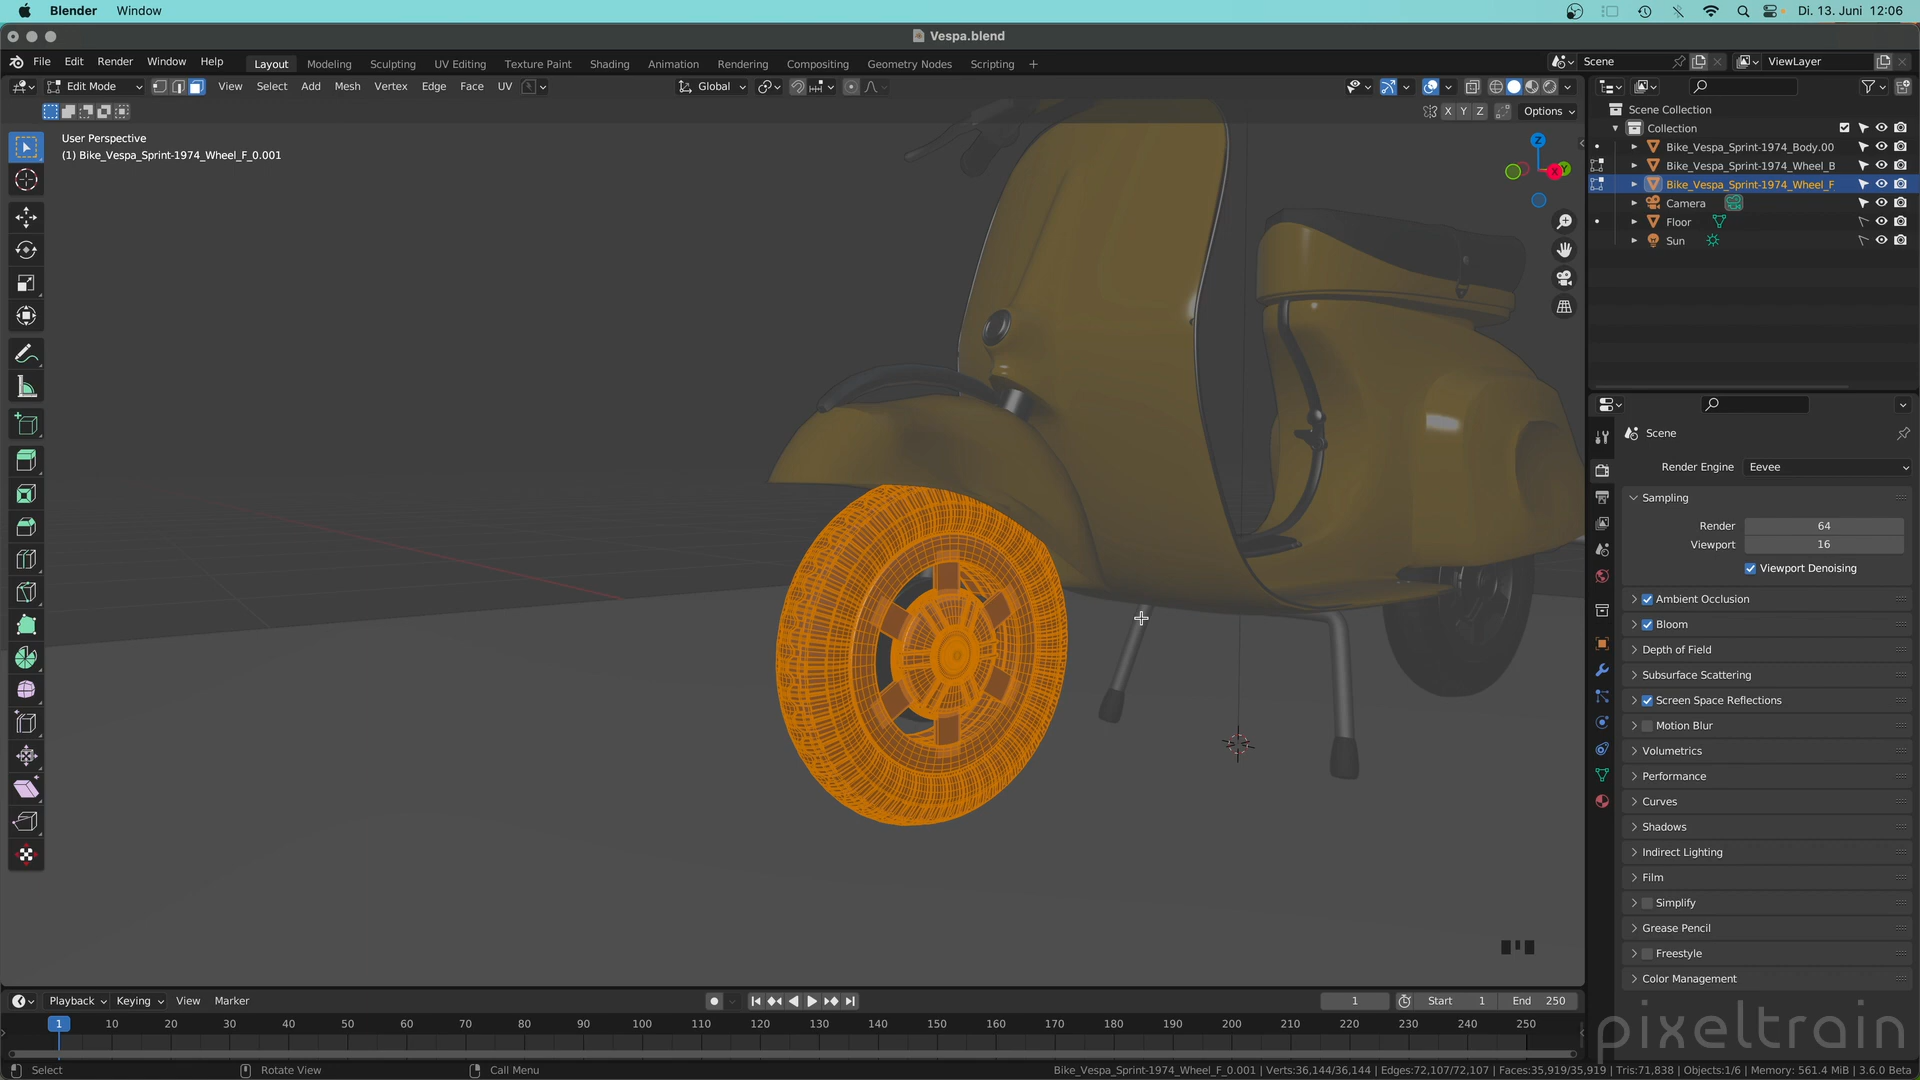 Blender Window Di. 13. Juni 12:06
Vespa.blend
File Edit Render Window Help Layout Modeling Sculpting UV Editing Texture Paint Shading Animation Rendering Compositing Geometry Nodes Scripting + Scene ViewLayer
Edit Mode View Select Add Mesh Vertex Edge Face UV Global
X Y Z Options
User Perspective
(1) Bike_Vespa_Sprint-1974_Wheel_F_0.001
Z
X
Y
Scene Collection
Collection
Bike_Vespa_Sprint-1974_Body.00
Bike_Vespa_Sprint-1974_Wheel_B
Bike_Vespa_Sprint-1974_Wheel_F
Camera
Floor
Sun
Scene
Render Engine Eevee
Sampling
Render 64
Viewport 16
Viewport Denoising
Ambient Occlusion
Bloom
Depth of Field
Subsurface Scattering
Screen Space Reflections
Motion Blur
Volumetrics
Performance
Curves
Shadows
Indirect Lighting
Film
Simplify
Grease Pencil
Freestyle
Color Management
Playback Keying View Marker 1 Start 1 End 250
1 10 20 30 40 50 60 70 80 90 100 110 120 130 140 150 160 170 180 190 200 210 220 230 240 250
pixeltrain
Select Rotate View Call Menu Bike_Vespa_Sprint-1974_Wheel_F_0.001 | Verts:36,144/36,144 | Edges:72,107/72,107 | Faces:35,919/35,919 | Tris:71,838 | Objects:1/6 | Memory: 561.4 MiB | 3.6.0 Beta